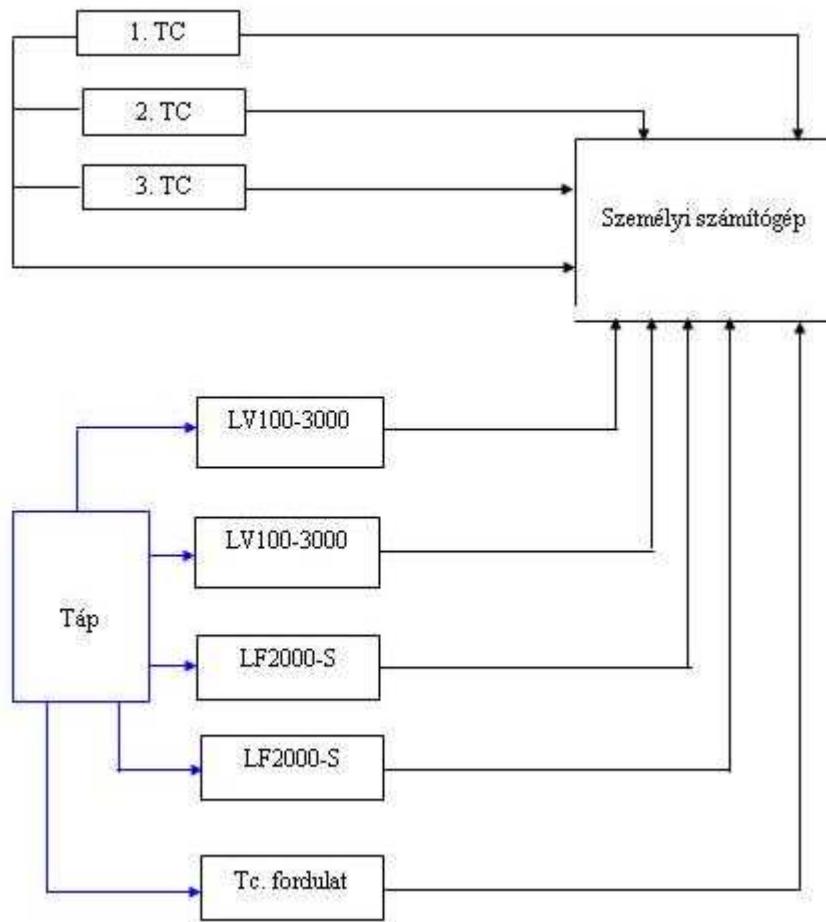 1. TC
2. TC
3. TC
Személyi számítógép
LV100-3000
LV100-3000
Táp
LF2000-S
LF2000-S
Tc. fordulat